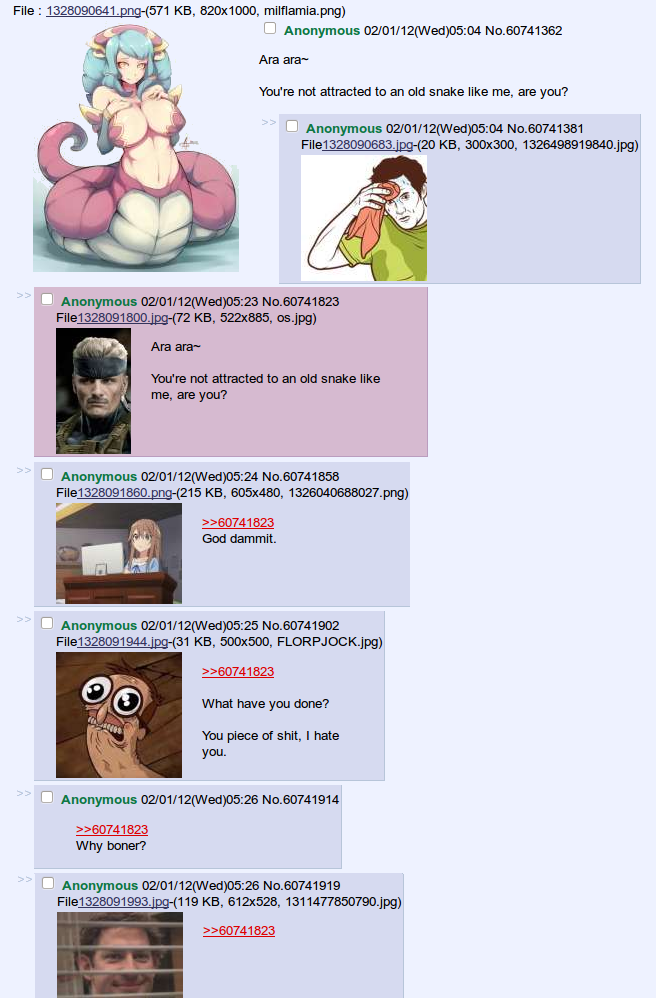 File : 1328090641.png-(571 KB, 820x1000, milflamia.png)
Anonymous 02/01/12(Wed)05:04 No.60741362
Ara ara~
You're not attracted to an old snake like me, are you?
>> Anonymous 02/01/12(Wed)05:04 No.60741381
File1328090683.jpg-(20 KB, 300x300, 1326498919840.jpg)
>> Anonymous 02/01/12(Wed)05:23 No.60741823
File1328091800.jpg-(72 KB, 522x885, os.jpg)
Ara ara~
You're not attracted to an old snake like
me, are you?
>> Anonymous 02/01/12(Wed)05:24 No.60741858
File1328091860.png-(215 KB, 605x480, 1326040688027.png)
>>60741823
God dammit.
>> Anonymous 02/01/12(Wed)05:25 No.60741902
File1328091944.jpg-(31 KB, 500x500, FLORPJOCK.jpg)
>>60741823
What have you done?
You piece of shit, I hate
you.
>> Anonymous 02/01/12(Wed)05:26 No.60741914
>>60741823
Why boner?
>> Anonymous 02/01/12(Wed)05:26 No.60741919
File1328091993.jpg-(119 KB, 612x528, 1311477850790.jpg)
>>60741823